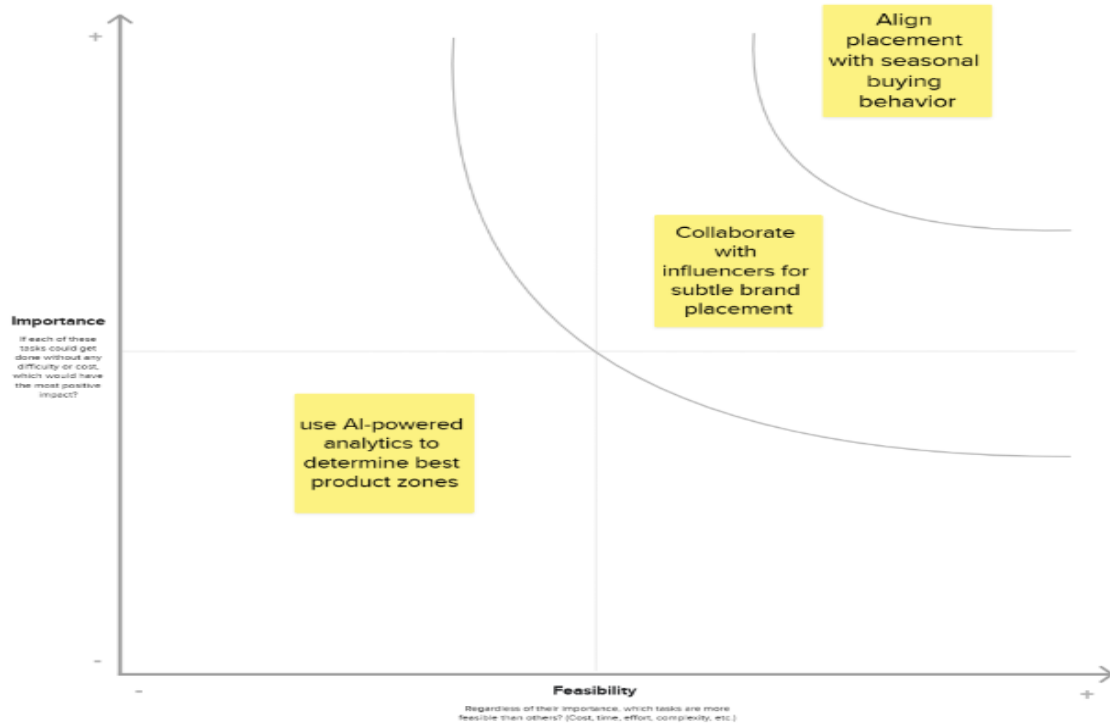 +
Align
placement
with seasonal
buying
behavior
Collaborate
with
influencers for
subtle brand
placement
Importance
If each of these
tasks could get
done without any
difficulty or cost,
which would have
the most positive
impact?
use AI-powered
analytics to
determine best
product zones
-
-
Feasibility
+
Regardless of their importance, which tasks are more
feasible than others? (Cost, time, effort, complexity, etc.)